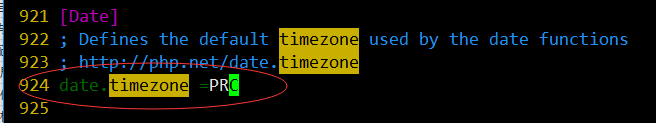 921 [Date]
922 ; Defines the default timezone used by the date functions
923 ; http://php.net/date.timezone
924 date.timezone =PRC
925